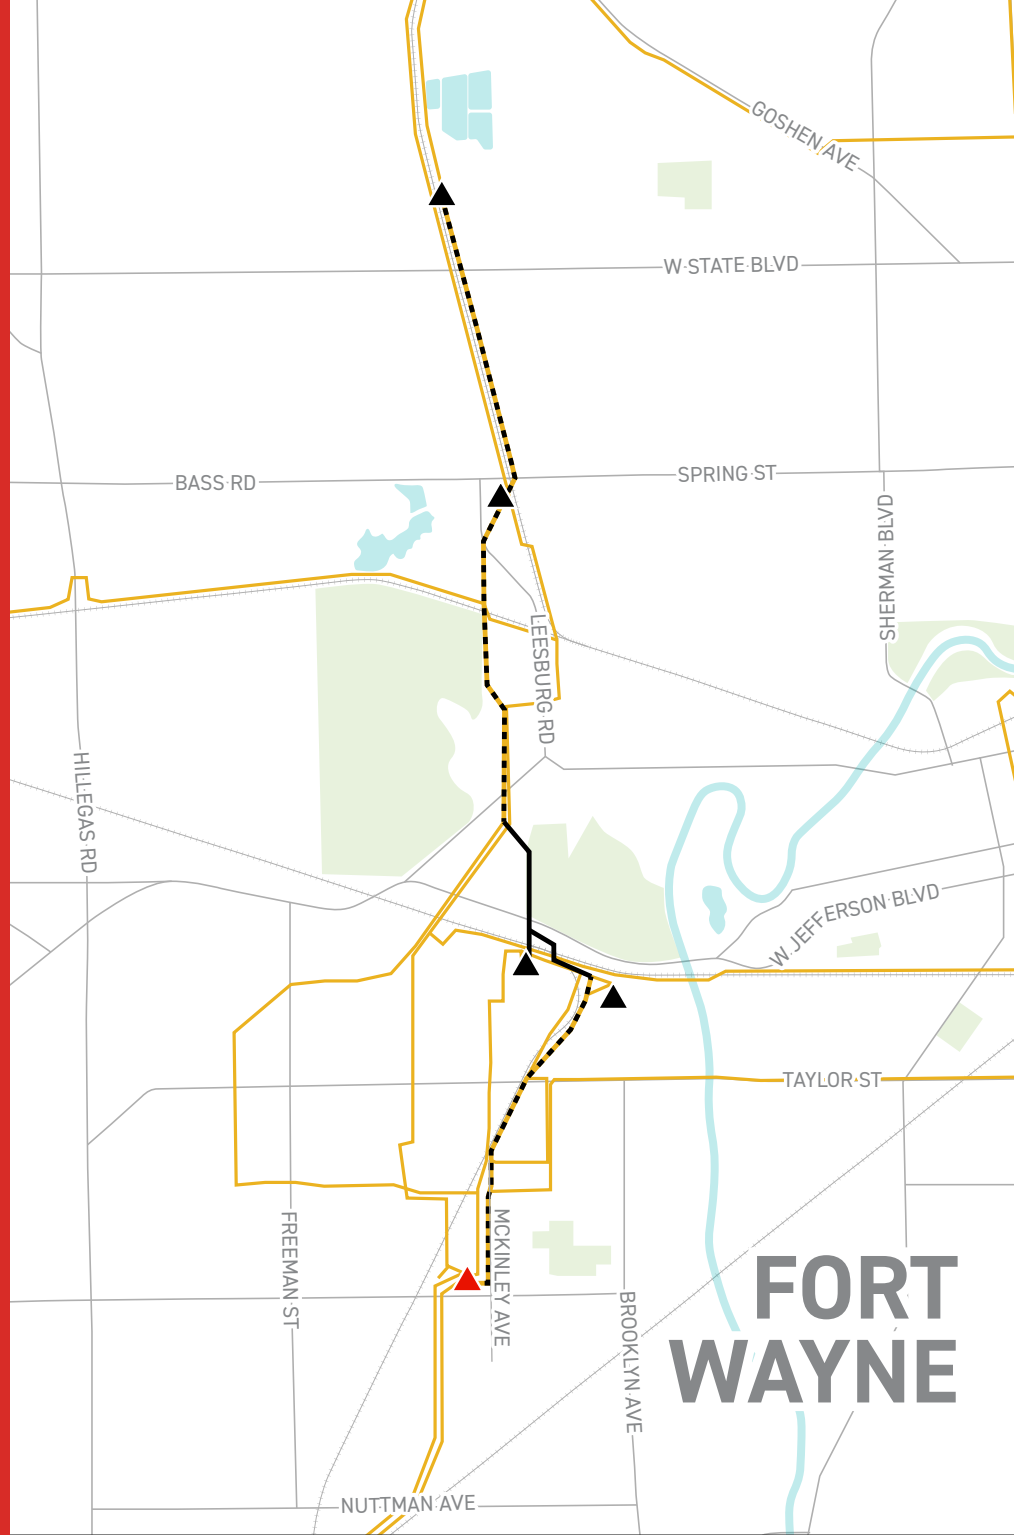 GOSHEN AVE
W STATE BLVD
BASS RD
SPRING ST
SHERMAN BLVD
LEESBURG RD
HILLEGAS RD
W JEFFERSON BLVD
TAYLOR ST
FREEMAN ST
MCKINLEY AVE
BROOKLYN AVE
FORT
WAYNE
NUTTMAN AVE